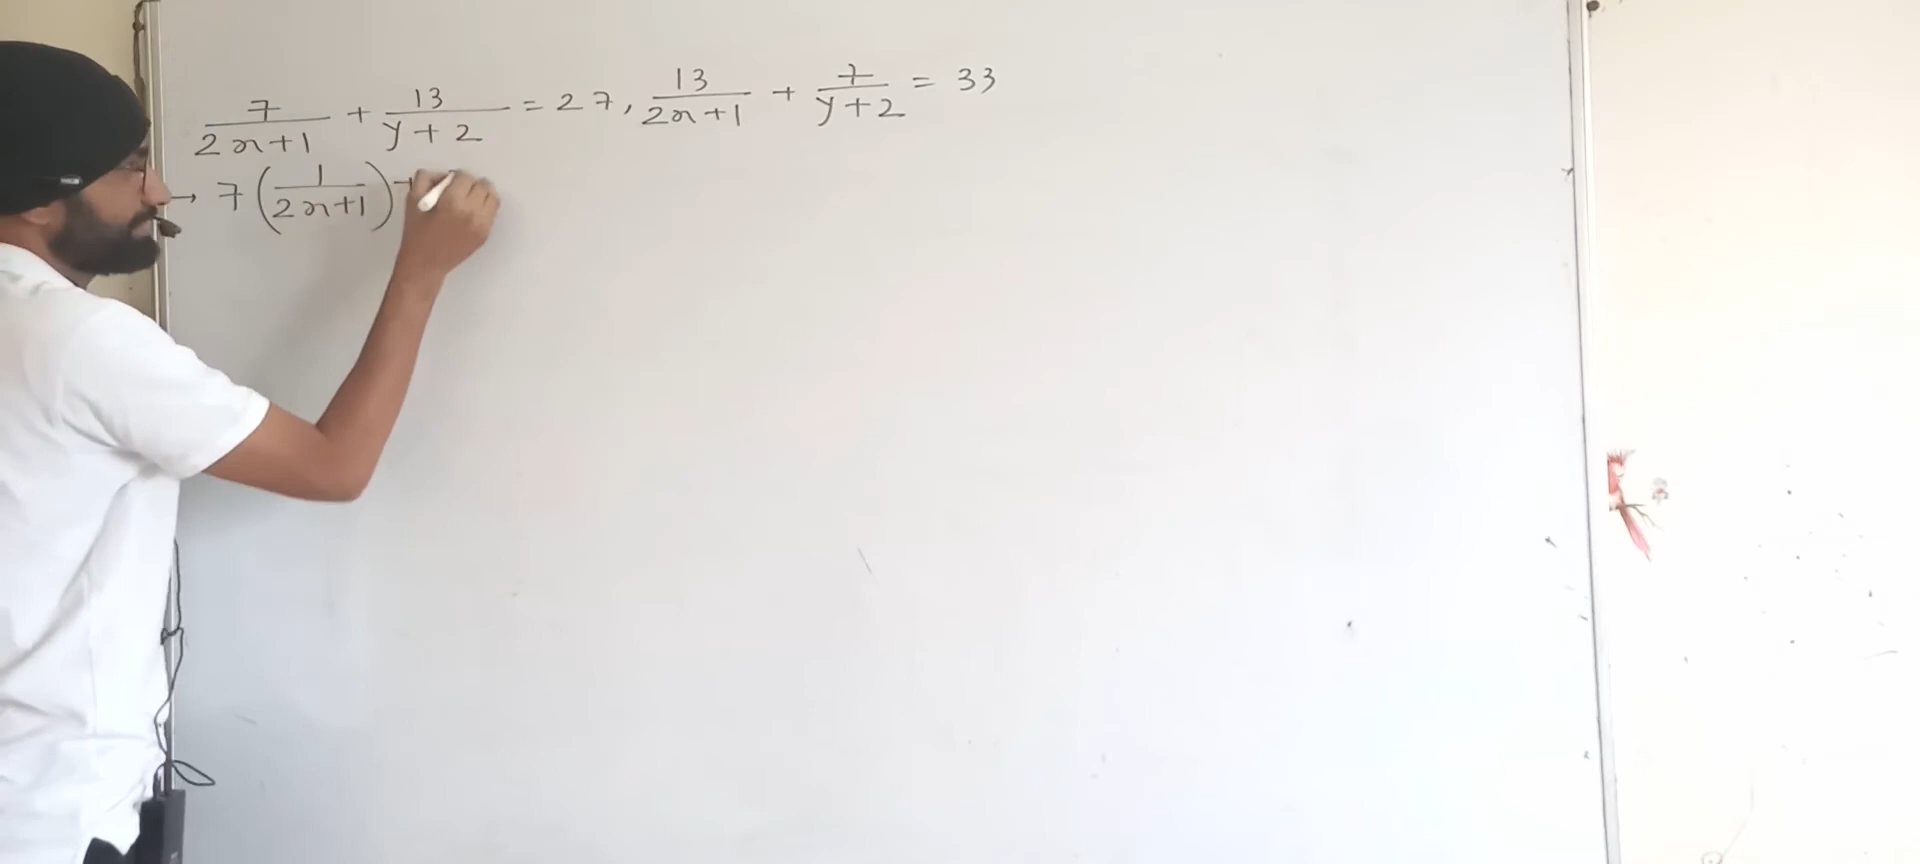 7/(2x+1) + 13/(y+2) = 27, 13/(2x+1) + 7/(y+2) = 33
→ 7(1/(2x+1)) +